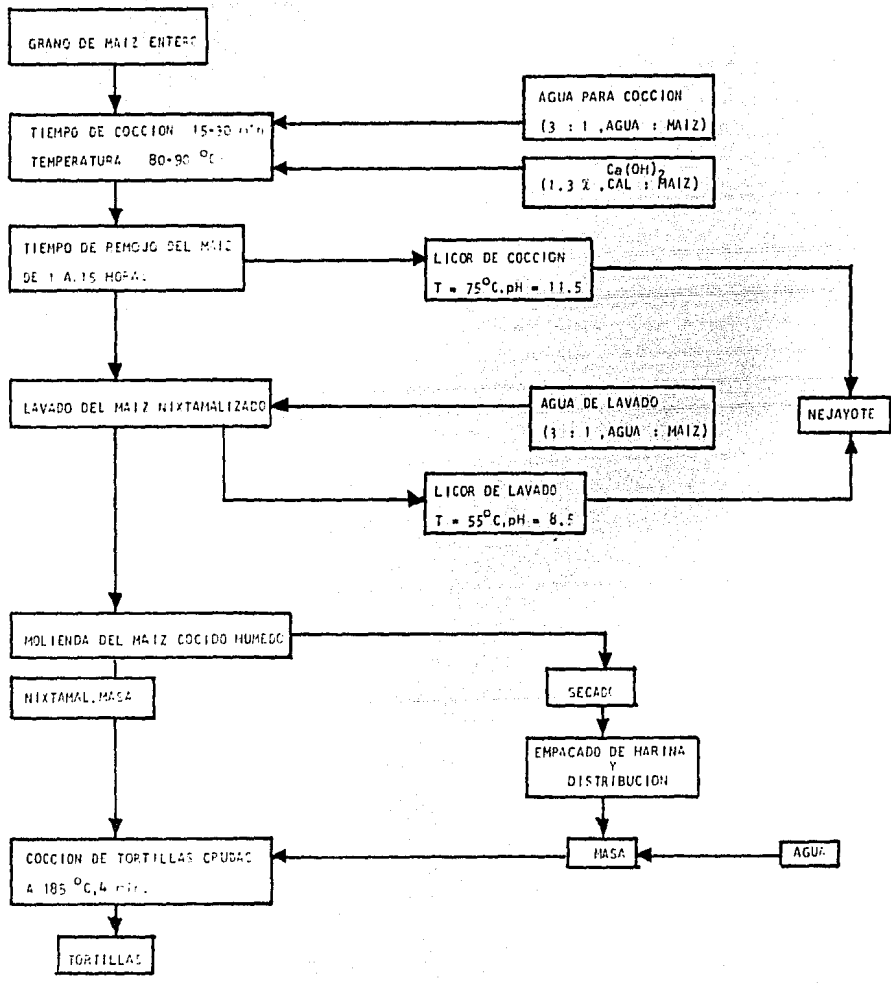 GRANO DE MAIZ ENTERO
AGUA PARA COCCION
(3 : 1 ,AGUA : MAIZ)
TIEMPO DE COCCION 15-30 min
TEMPERATURA 80-90 °C
Ca(OH)2
(1.3 %, CAL : MAIZ)
TIEMPO DE REMOJO DEL MAIZ
DE 1 A.15 HORAS
LICOR DE COCCION
T = 75°C.pH = 11.5
LAVADO DEL MAIZ NIXTAMALIZADO
AGUA DE LAVADO
(3 : 1 ,AGUA : MAIZ)
NEJAYOTE
LICOR DE LAVADO
T = 55°C.pH = 8.5
MOLIENDA DEL MAIZ COCIDO HUMEDO
NIXTAMAL.MASA
SECADO
EMPACADO DE HARINA
Y
DISTRIBUCION
COCCION DE TORTILLAS CRUDAS
A 185 °C,4 min.
MASA
AGUA
TORTILLAS